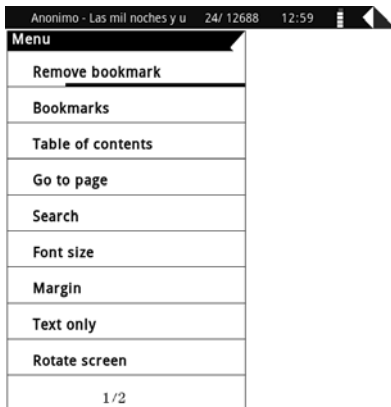 Anonimo - Las mil noches y u 24/ 12688 12:59
Menu
Remove bookmark
Bookmarks
Table of contents
Go to page
Search
Font size
Margin
Text only
Rotate screen
1/2